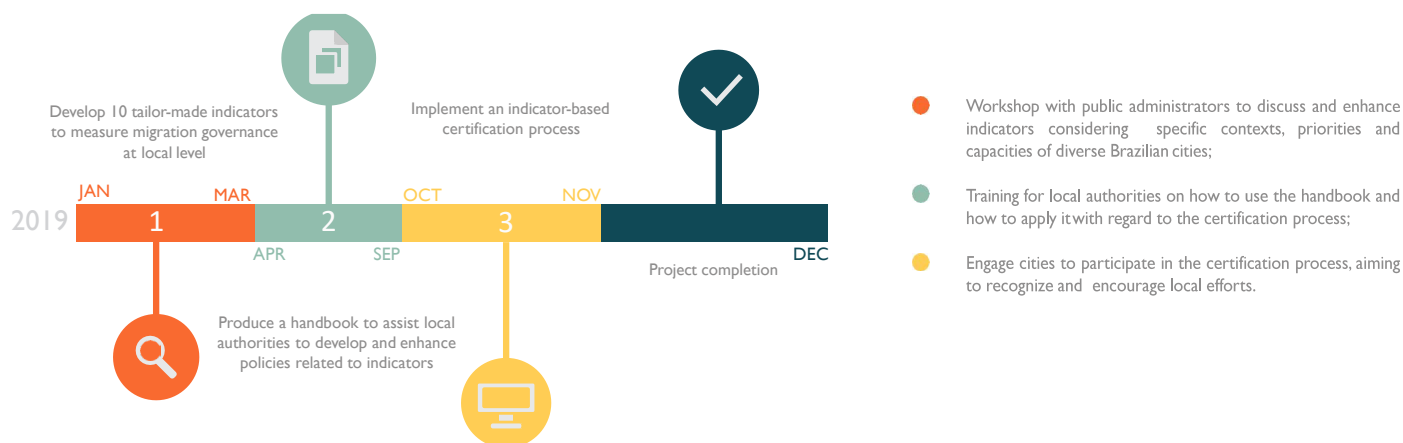 Develop 10 tailor-made indicators
to measure migration governance
at local level
Implement an indicator-based
certification process
JAN
MAR
OCT
NOV
2019
1
2
3
APR
SEP
DEC
Project completion
Produce a handbook to assist local
authorities to develop and enhance
policies related to indicators
Workshop with public administrators to discuss and enhance
indicators considering specific contexts, priorities and
capacities of diverse Brazilian cities;
Training for local authorities on how to use the handbook and
how to apply it with regard to the certification process;
Engage cities to participate in the certification process, aiming
to recognize and encourage local efforts.